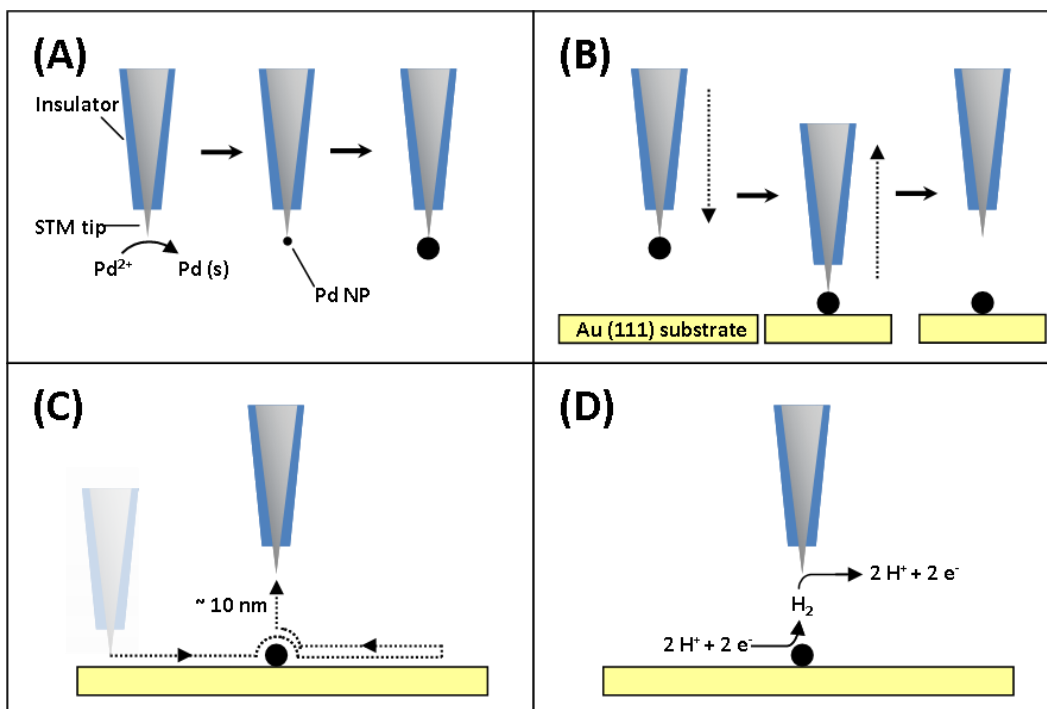 (A)
Insulator
STM tip
Pd²⁺
Pd (s)
Pd NP
(B)
Au (111) substrate
(C)
~ 10 nm
(D)
2 H⁺ + 2 e⁻
H₂
2 H⁺ + 2 e⁻